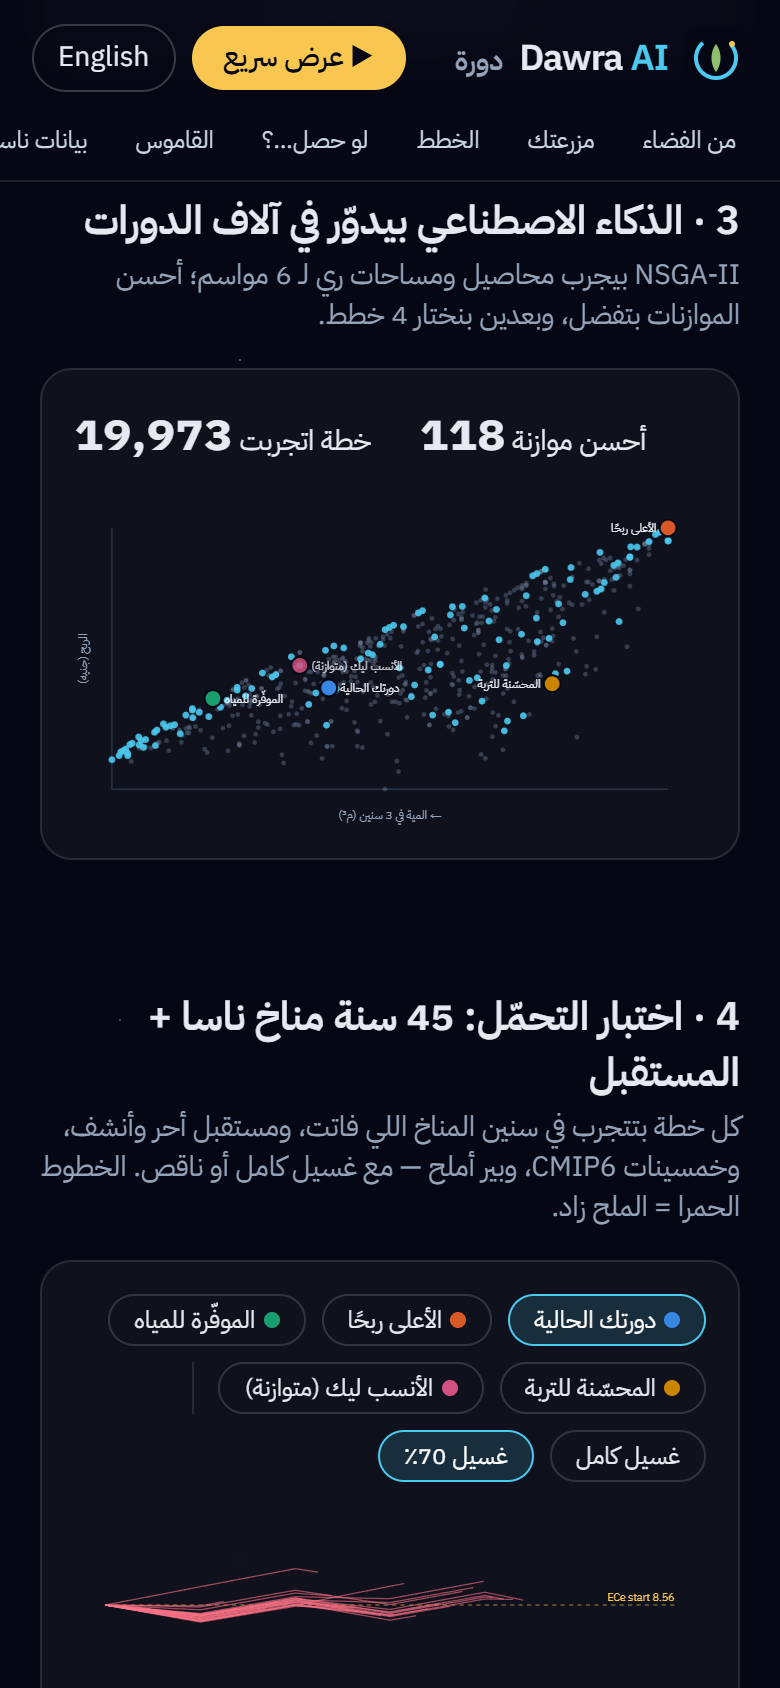 Dawra AI دورة
▶ عرض سريع
English
من الفضاء
مزرعتك
الخطط
لو حصل...؟
القاموس
بيانات ناس
3 · الذكاء الاصطناعي بيدوّر في آلاف الدورات
NSGA-II بيجرب محاصيل ومساحات ري لـ 6 مواسم؛ أحسن
الموازنات بتفضل، وبعدين بنختار 4 خطط.
118 أحسن موازنة
19,973 خطة اتجربت
الأعلى ربحًا
الأنسب ليك (متوازنة)
دورتك الحالية
المحسّنة للتربة
الموفّرة للمياه
الربح (جنيه)
← المية في 3 سنين (م³)
4 · اختبار التحمّل: 45 سنة مناخ ناسا +
المستقبل
كل خطة بتتجرب في سنين المناخ اللي فاتت، ومستقبل أحر وأنشف،
وخمسينات CMIP6، وبير أملح — مع غسيل كامل أو ناقص. الخطوط
الحمرا = الملح زاد.
دورتك الحالية
الأعلى ربحًا
الموفّرة للمياه
المحسّنة للتربة
الأنسب ليك (متوازنة)
غسيل كامل
غسيل 70٪
ECe start 8.56